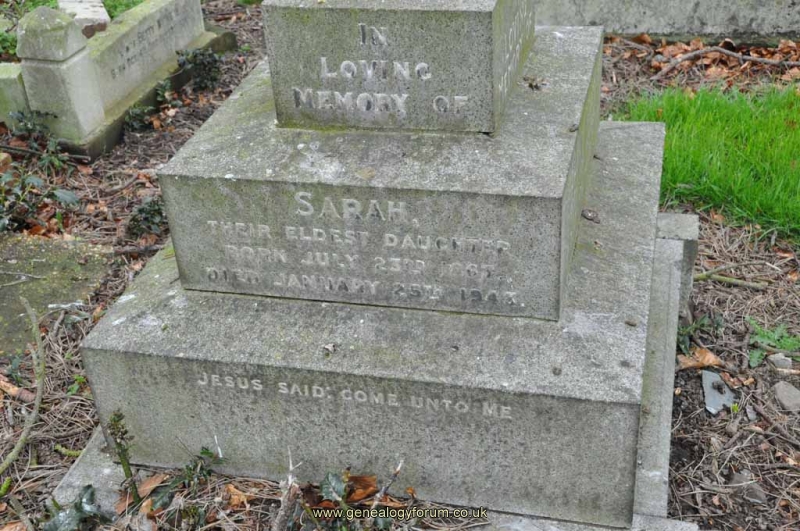 IN
LOVING
MEMORY OF
SARAH,
THEIR ELDEST DAUGHTER
BORN JULY 23RD
DIED JANUARY 25TH 1943.
JESUS SAID: COME UNTO ME
www.genealogyforum.co.uk